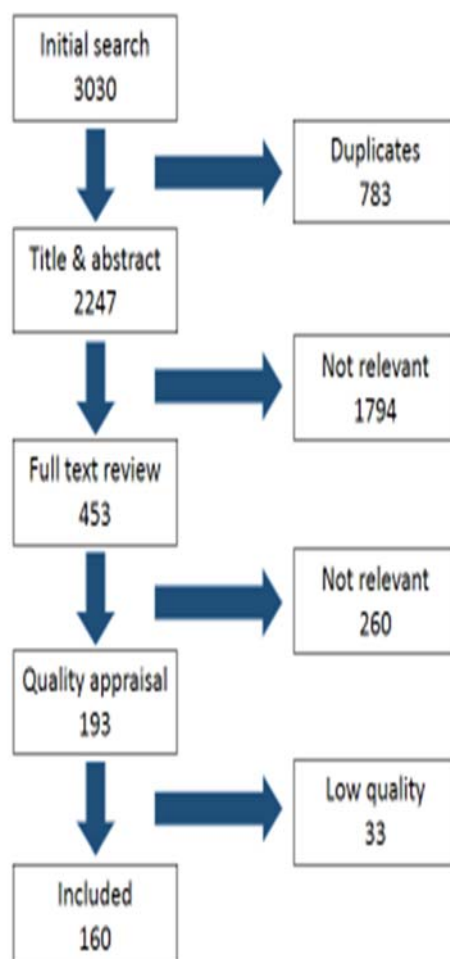 Initial search
3030
Duplicates
783
Title & abstract
2247
Not relevant
1794
Full text review
453
Not relevant
260
Quality appraisal
193
Low quality
33
Included
160